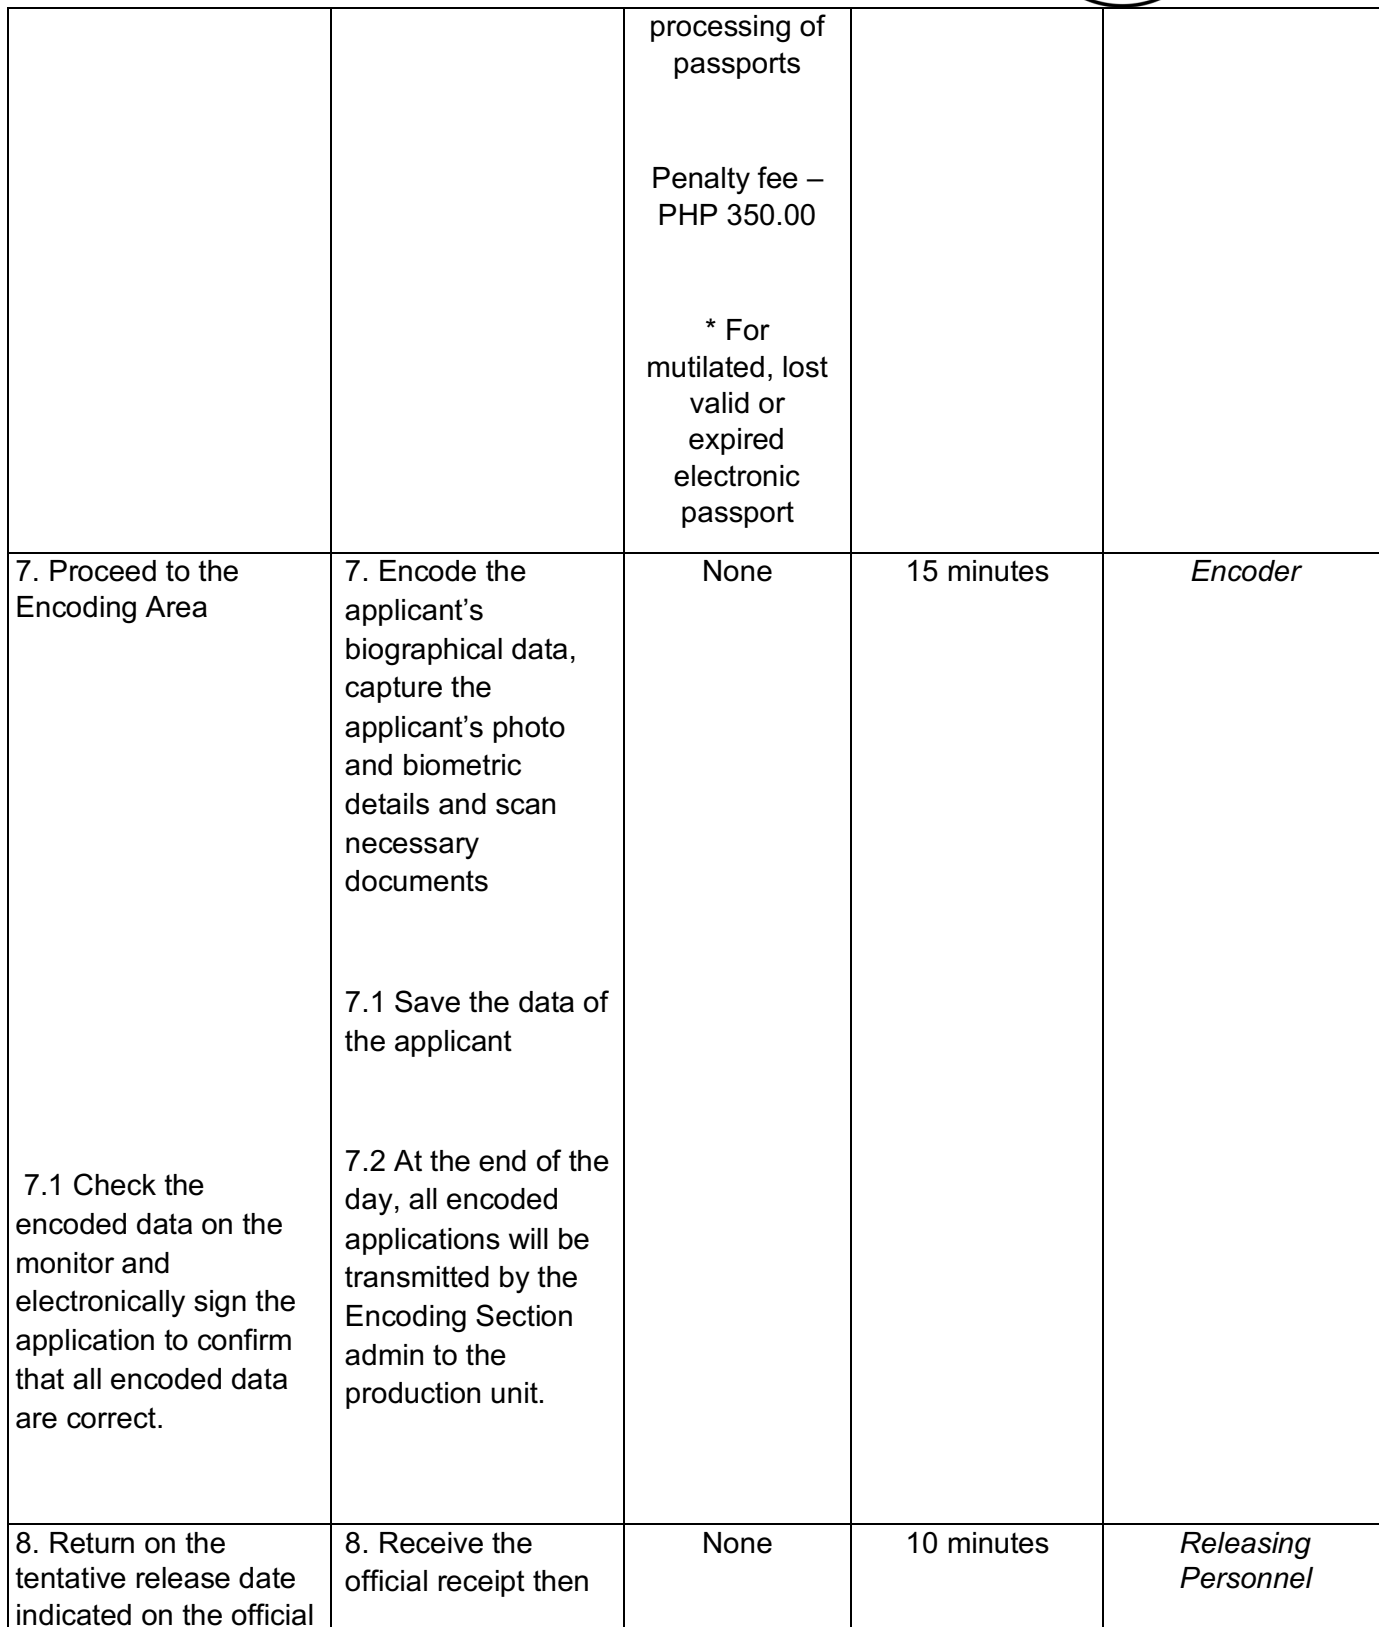 processing of
passports
Penalty fee –
PHP 350.00
* For
mutilated, lost
valid or
expired
electronic
passport
7. Proceed to the
Encoding Area
7.1 Check the
encoded data on the
monitor and
electronically sign the
application to confirm
that all encoded data
are correct.
7. Encode the
applicant’s
biographical data,
capture the
applicant’s photo
and biometric
details and scan
necessary
documents
7.1 Save the data of
the applicant
7.2 At the end of the
day, all encoded
applications will be
transmitted by the
Encoding Section
admin to the
production unit.
None
15 minutes
Encoder
8. Return on the
tentative release date
indicated on the official
8. Receive the
official receipt then
None
10 minutes
Releasing
Personnel